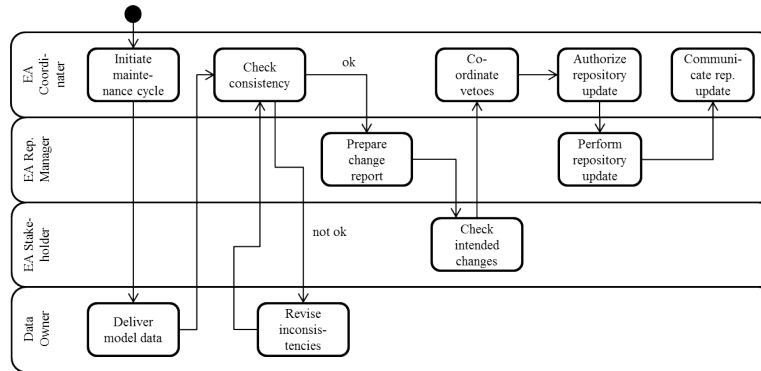 EA
Coordi-
nater
Initiate
mainte-
nance cycle
Check
consistency
ok
Co-
ordinate
vetoes
Authorize
repository
update
Communi-
cate rep.
update
EA Rep.
Manager
Prepare
change
report
Perform
repository
update
EA Stake-
holder
not ok
Check
intended
changes
Data
Owner
Deliver
model data
Revise
inconsis-
tencies